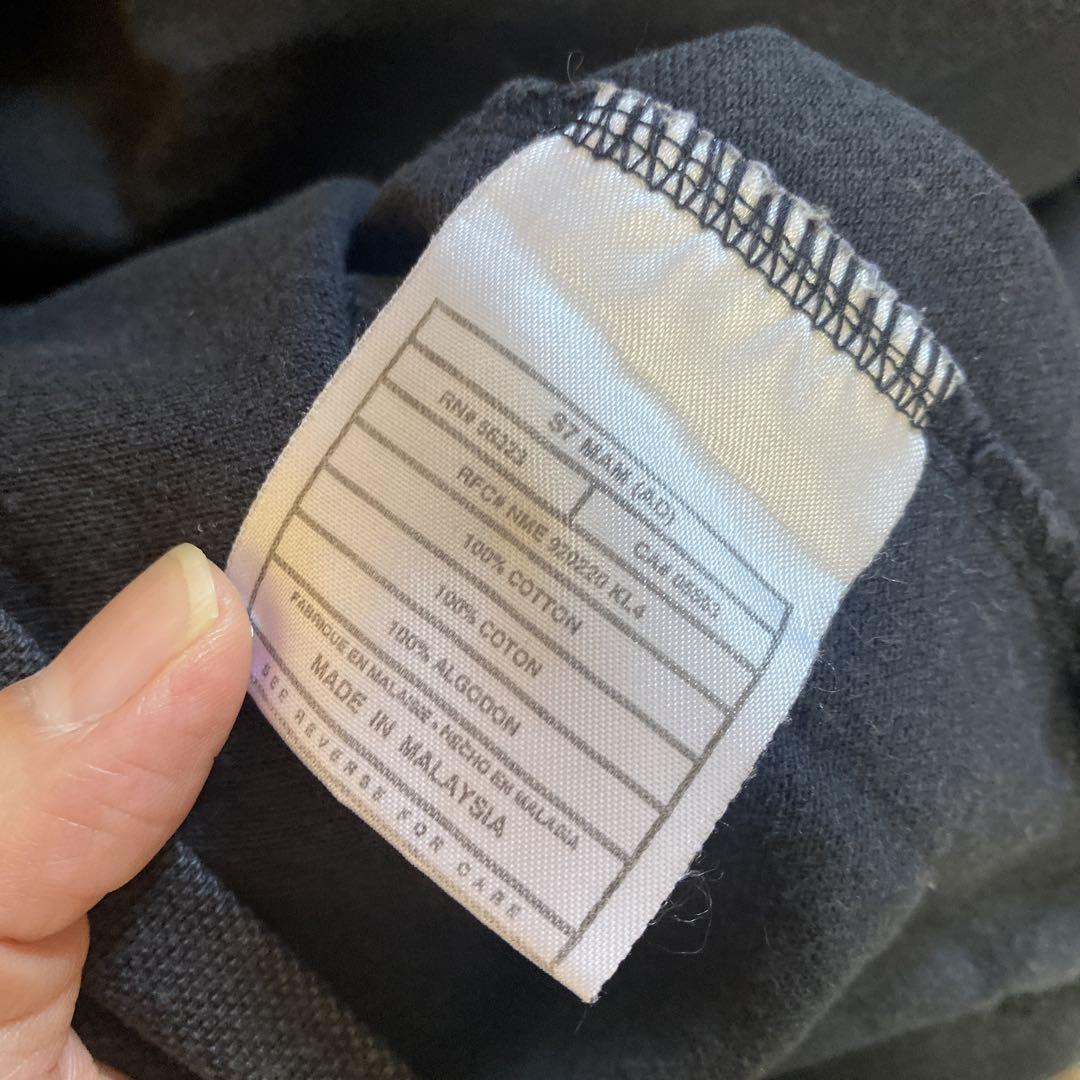 S7 MAM (AD)
RN# 56323 CA# 05553
RFC# NME 920220 KL4
100% COTTON
100% COTON
100% ALGODON
FABRIQUE EN MALAISIE • HECHO EN MALASIA
MADE IN MALAYSIA
SEE REVERSE FOR CARE